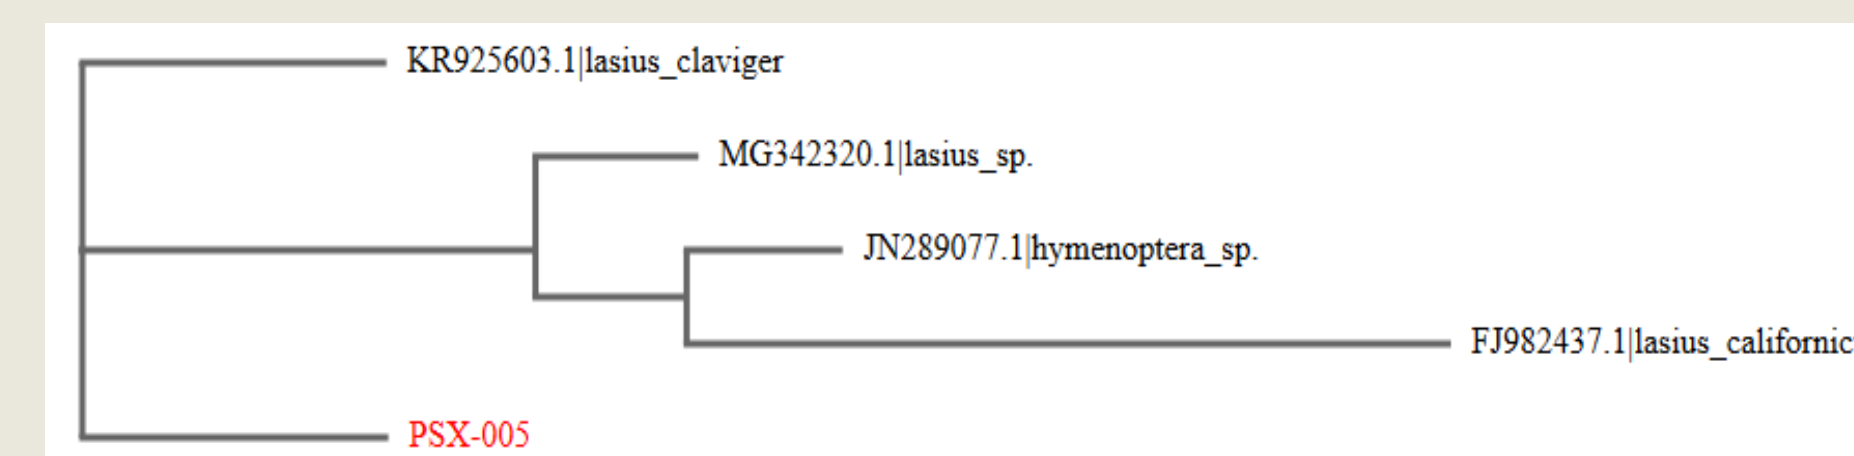 KR925603.1|lasius_claviger
MG342320.1|lasius_sp.
JN289077.1|hymenoptera_sp.
FJ982437.1|lasius_californic
PSX-005